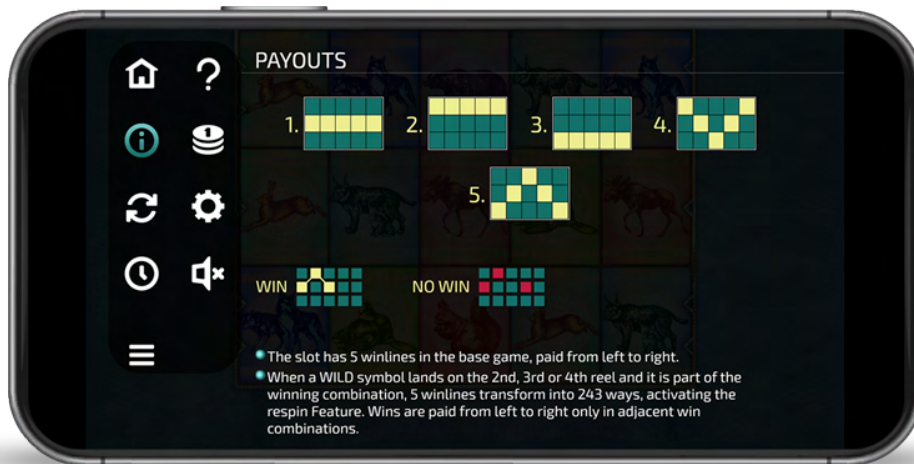 PAYOUTS
1. 2. 3. 4.
5.
WIN NO WIN
The slot has 5 winlines in the base game, paid from left to right.
When a WILD symbol lands on the 2nd, 3rd or 4th reel and it is part of the
winning combination, 5 winlines transform into 243 ways, activating the
respin Feature. Wins are paid from left to right only in adjacent win
combinations.